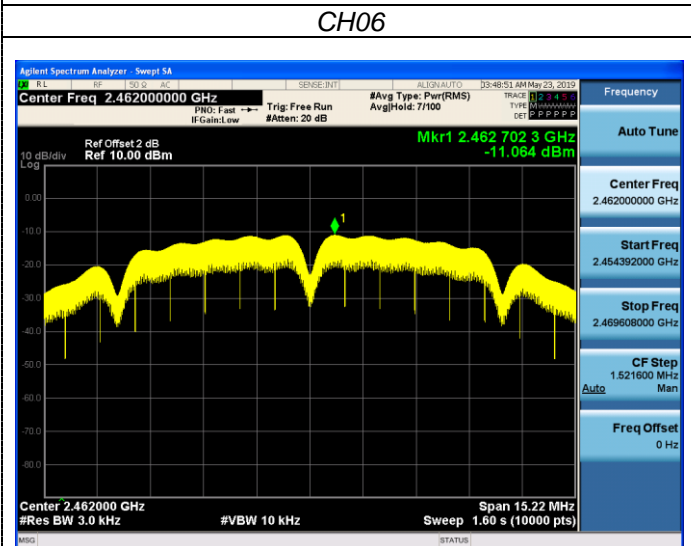 CH06
Agilent Spectrum Analyzer - Swept SA
RL RF 50 Ω AC SENSE:INT ALIGNAUTO 03:48:51 AM May 23, 2019
Center Freq 2.462000000 GHz
PNO: Fast
IFGain:Low
Trig: Free Run
#Atten: 20 dB
#Avg Type: Pwr(RMS)
Avg|Hold: 7/100
TRACE 1 2 3 4 5 6
TYPE M
DET P P P P P P
Frequency
Mkr1 2.462 702 3 GHz
-11.064 dBm
Ref Offset 2 dB
10 dB/div Ref 10.00 dBm
Log
Auto Tune
Center Freq
2.462000000 GHz
Start Freq
2.454392000 GHz
Stop Freq
2.469608000 GHz
CF Step
1.521600 MHz
Auto Man
Freq Offset
0 Hz
0.00
1
-10.0
-20.0
-30.0
-40.0
-50.0
-60.0
-70.0
-80.0
Center 2.462000 GHz Span 15.22 MHz
#Res BW 3.0 kHz #VBW 10 kHz Sweep 1.60 s (10000 pts)
MSG STATUS